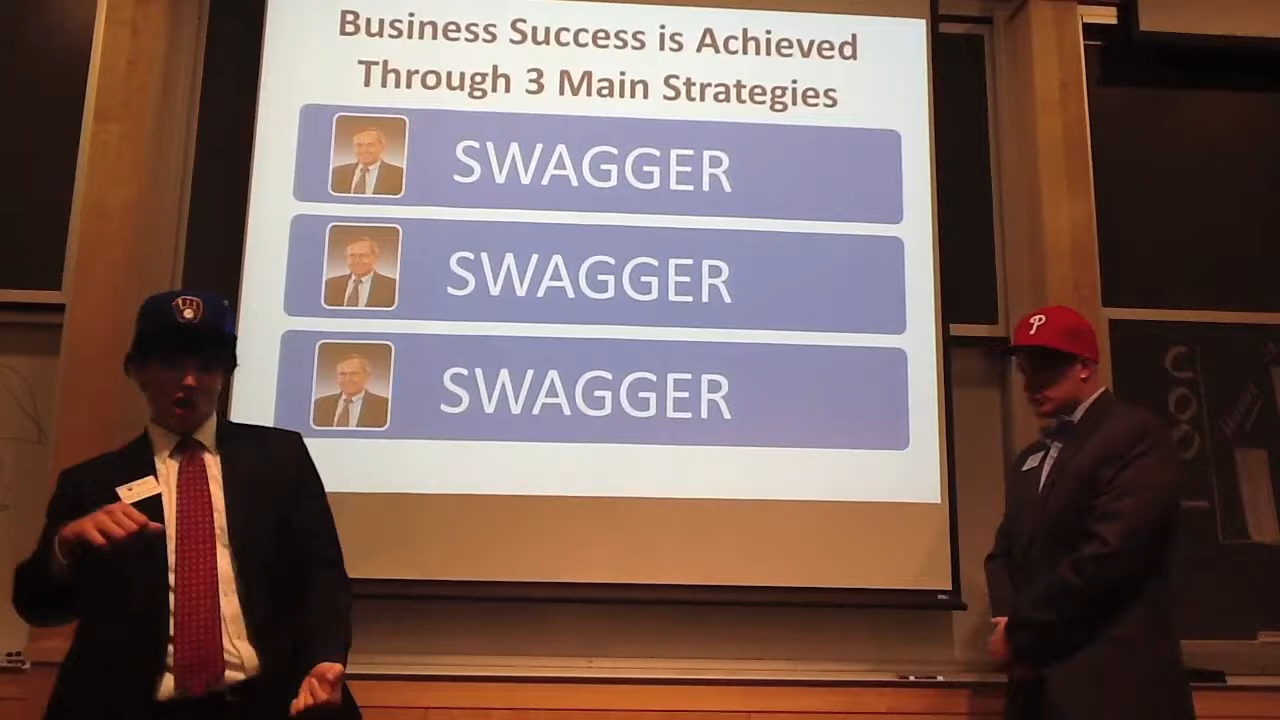 Business Success is Achieved
Through 3 Main Strategies
SWAGGER
SWAGGER
SWAGGER
P